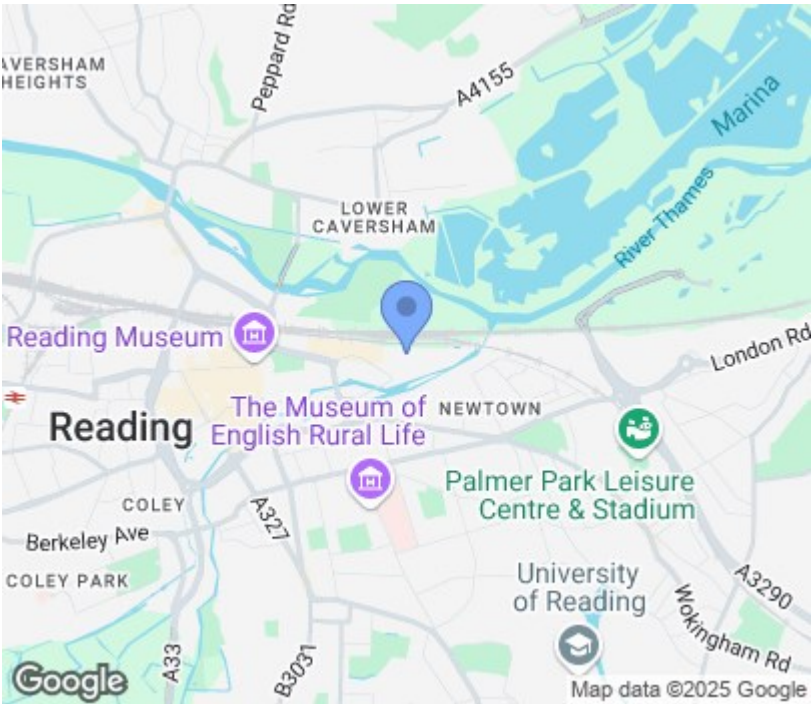 Peppard Rd
AVERSHAM
HEIGHTS
A4155
Marina
LOWER
CAVERSHAM
River Thames
Reading Museum
London Rd
Reading
The Museum of
English Rural Life
NEWTOWN
Palmer Park Leisure
Centre & Stadium
COLEY
A327
Berkeley Ave
University
of Reading
A3290
COLEY PARK
Wokingham Rd
A33
B3031
Google
Map data ©2025 Google